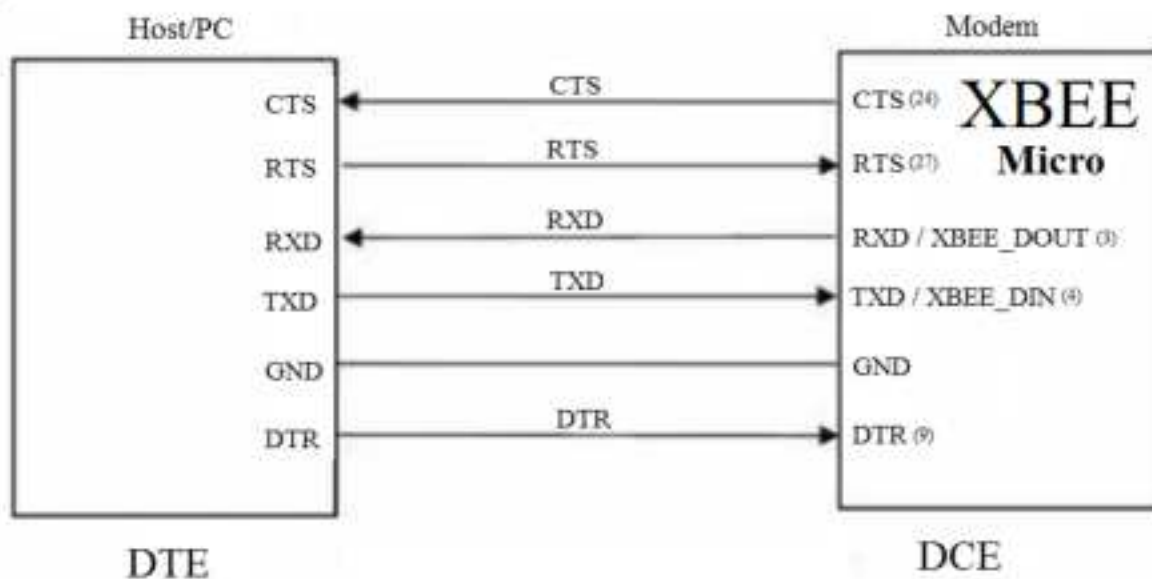 Host/PC
Modem
CTS
CTS
CTS (24)
XBEE
Micro
RTS
RTS
RTS (27)
RXD
RXD
RXD / XBEE_DOUT (3)
TXD
TXD
TXD / XBEE_DIN (4)
GND
GND
DTR
DTR
DTR (9)
DTE
DCE